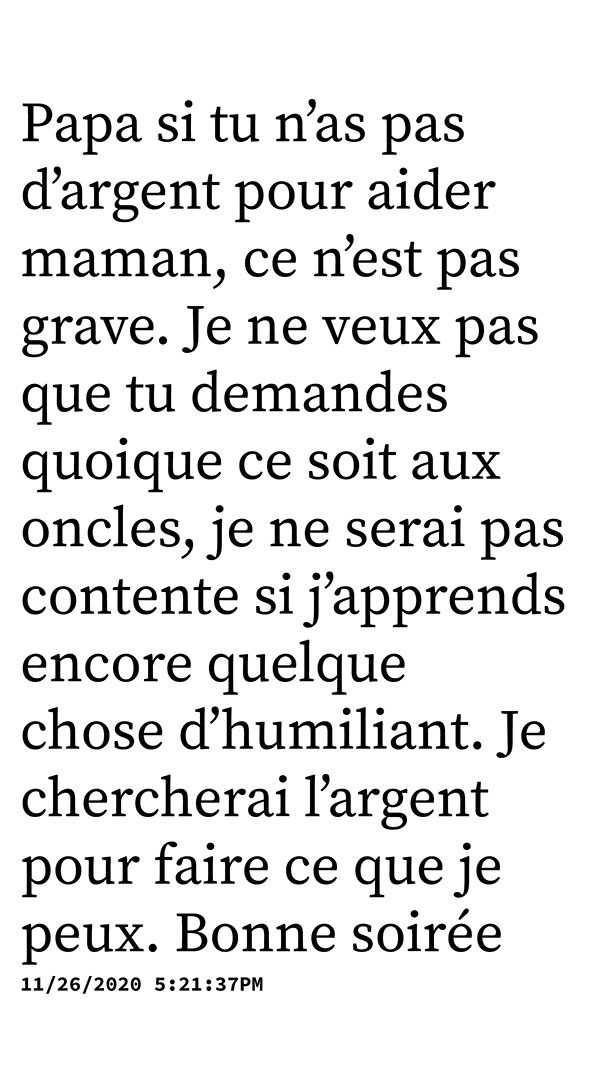 Papa si tu n’as pas
d’argent pour aider
maman, ce n’est pas
grave. Je ne veux pas
que tu demandes
quoique ce soit aux
oncles, je ne serai pas
contente si j’apprends
encore quelque
chose d’humiliant. Je
chercherai l’argent
pour faire ce que je
peux. Bonne soirée
11/26/2020 5:21:37PM